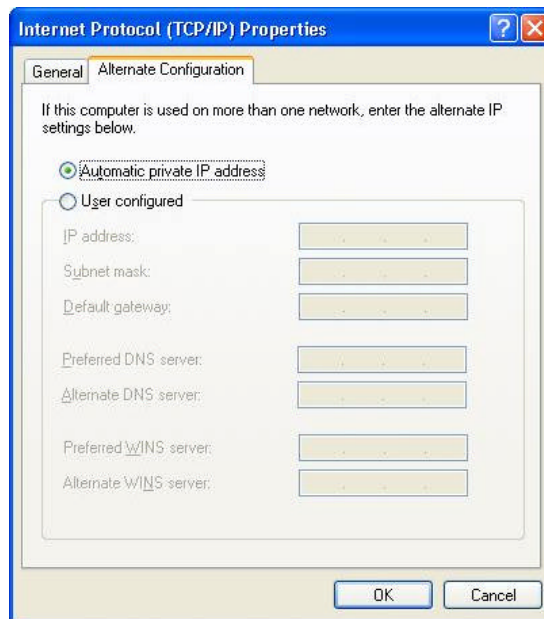 Internet Protocol (TCP/IP) Properties
General
Alternate Configuration
If this computer is used on more than one network, enter the alternate IP
settings below.
Automatic private IP address
User configured
IP address:
Subnet mask:
Default gateway:
Preferred DNS server:
Alternate DNS server:
Preferred WINS server:
Alternate WINS server:
OK
Cancel